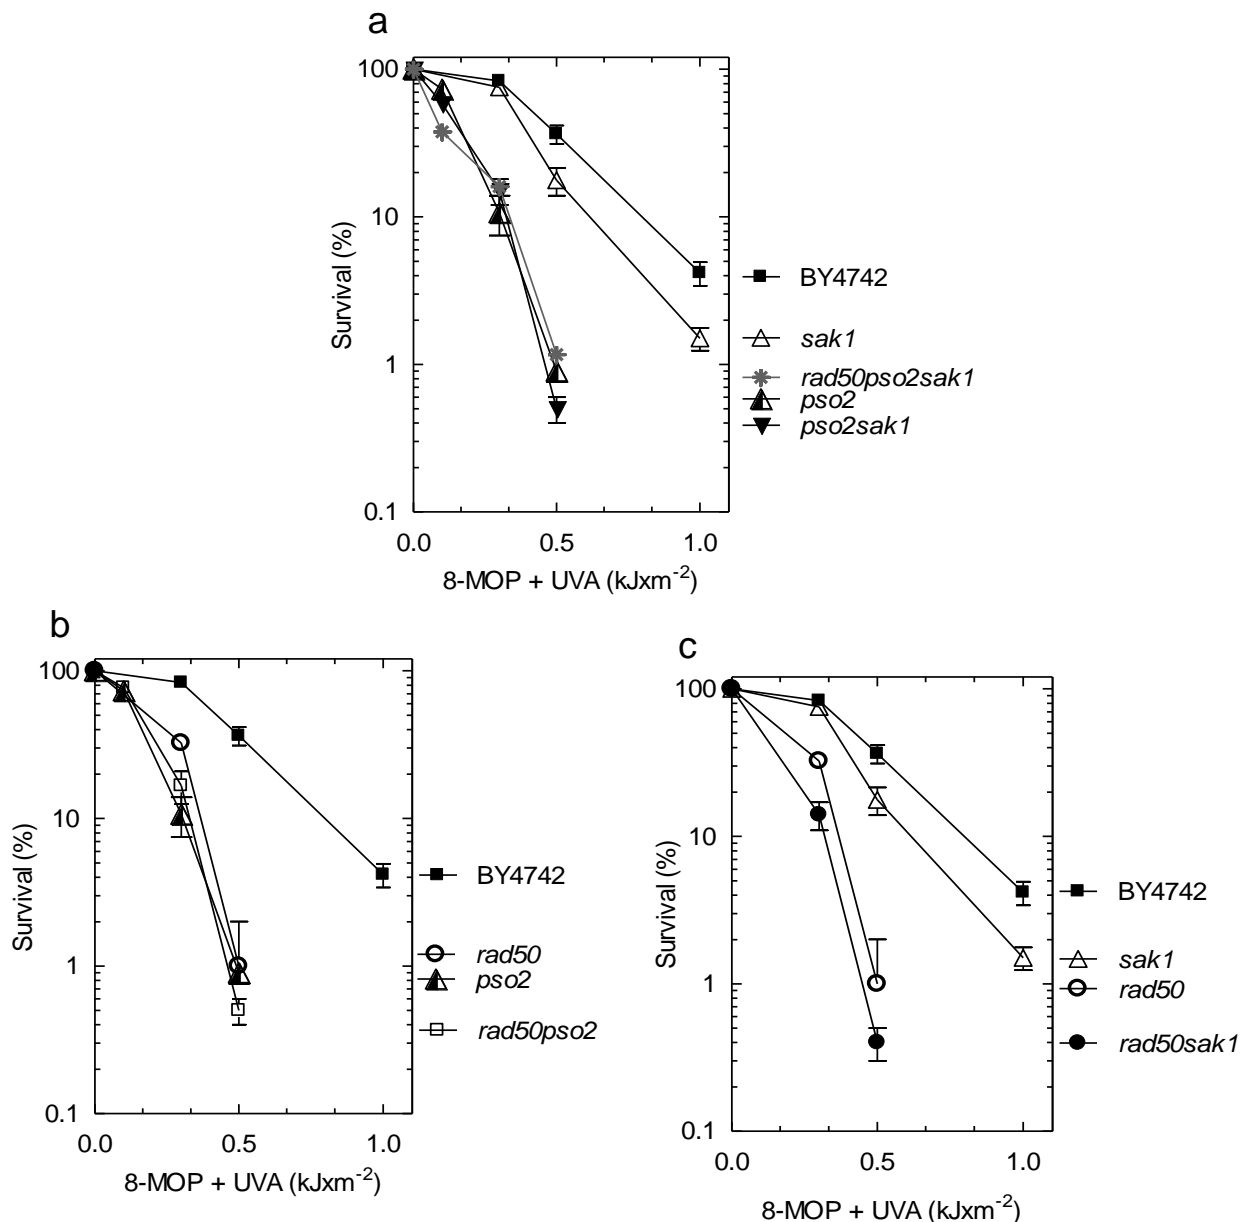 a
100
10
1
0.1
Survival (%)
0.0 0.5 1.0
8-MOP + UVA (kJxm-2)
BY4742
sak1
rad50pso2sak1
pso2
pso2sak1
b
100
10
1
0.1
Survival (%)
0.0 0.5 1.0
8-MOP + UVA (kJxm-2)
BY4742
rad50
pso2
rad50pso2
c
100
10
1
0.1
Survival (%)
0.0 0.5 1.0
8-MOP + UVA (kJxm-2)
BY4742
sak1
rad50
rad50sak1